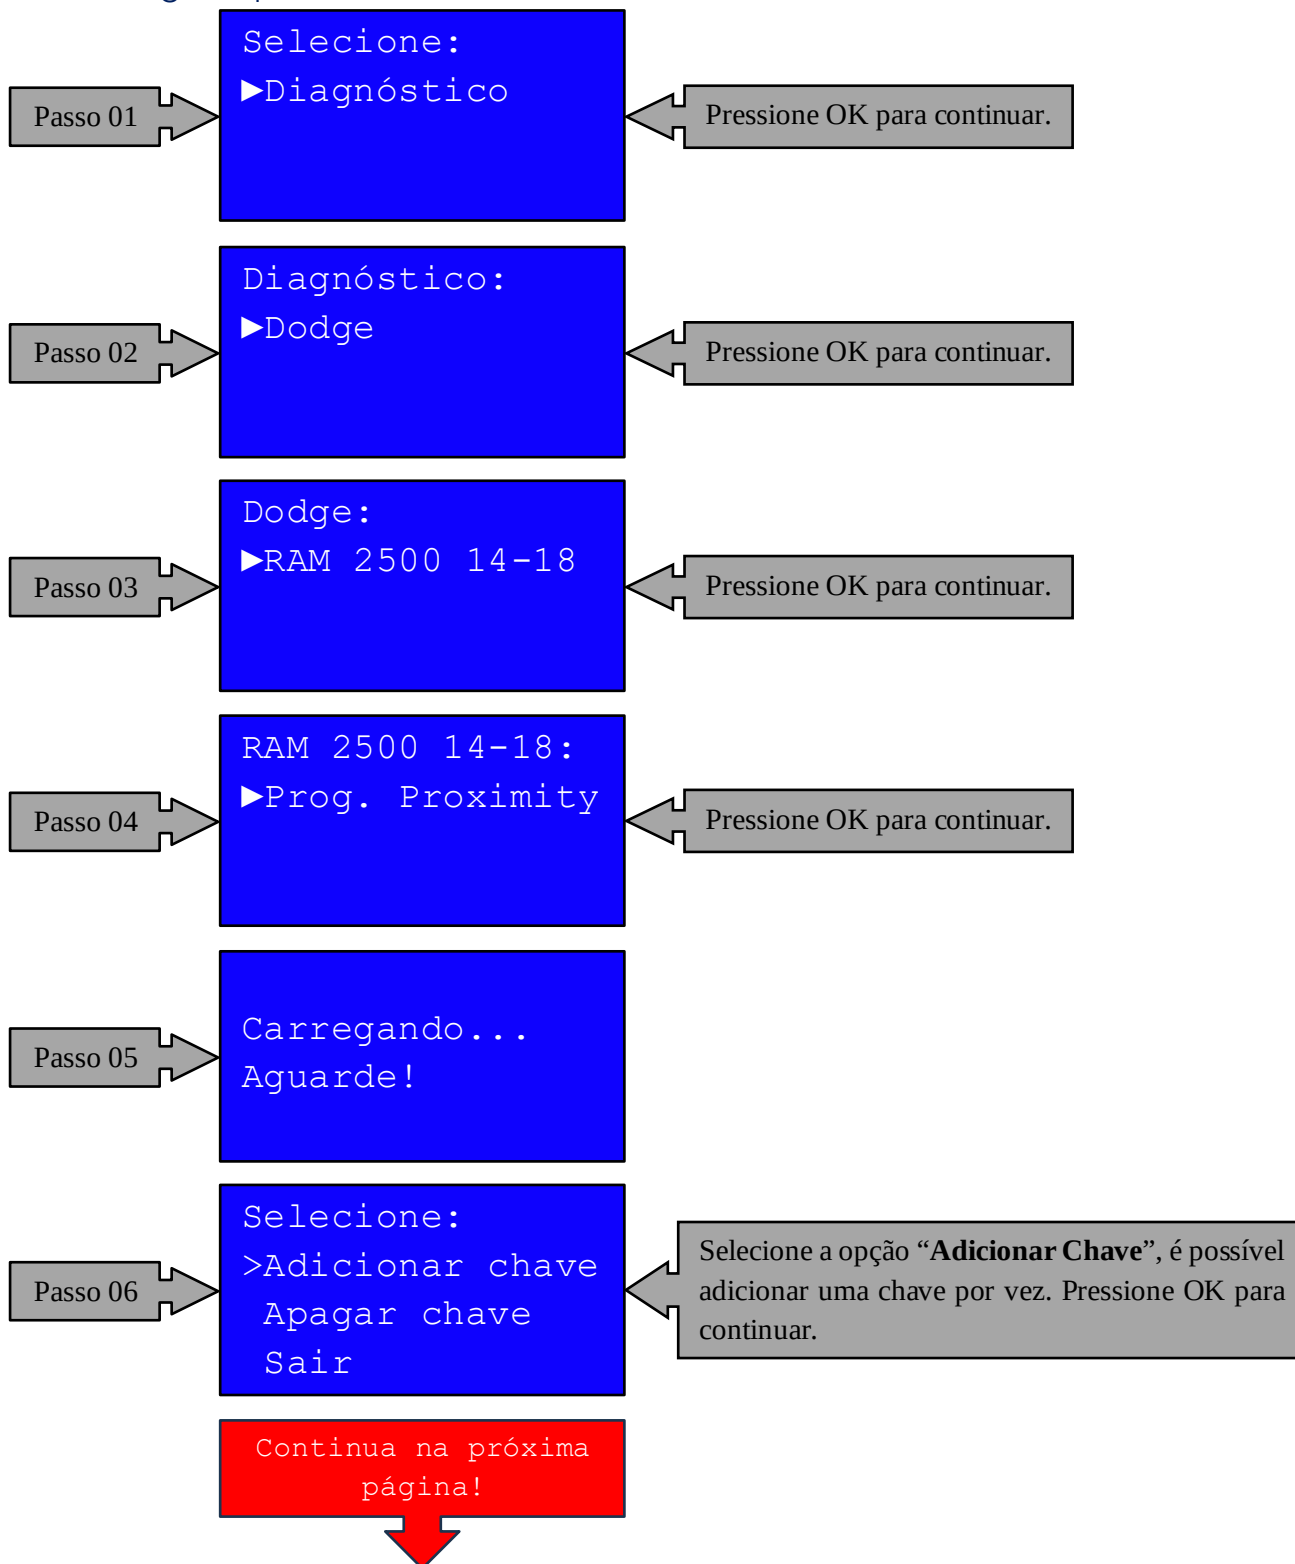 Selecione:
►Diagnóstico
Passo 01
Pressione OK para continuar.
Diagnóstico:
►Dodge
Passo 02
Pressione OK para continuar.
Dodge:
►RAM 2500 14-18
Passo 03
Pressione OK para continuar.
RAM 2500 14-18:
►Prog. Proximity
Passo 04
Pressione OK para continuar.
Carregando...
Aguarde!
Passo 05
Selecione:
>Adicionar chave
Apagar chave
Sair
Passo 06
Selecione a opção “Adicionar Chave”, é possível
adicionar uma chave por vez. Pressione OK para
continuar.
Continua na próxima
página!